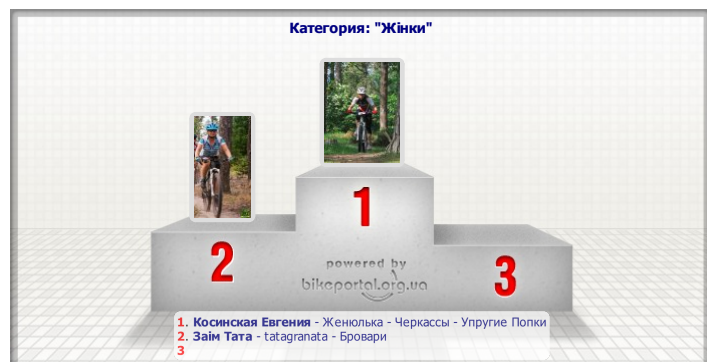 Категория: "Жінки"
1
2
3
powered by
bikeportal.org.ua
1. Косинская Евгения - Женюлька - Черкассы - Упругие Попки
2. Заім Тата - tatagranata - Бровари
3